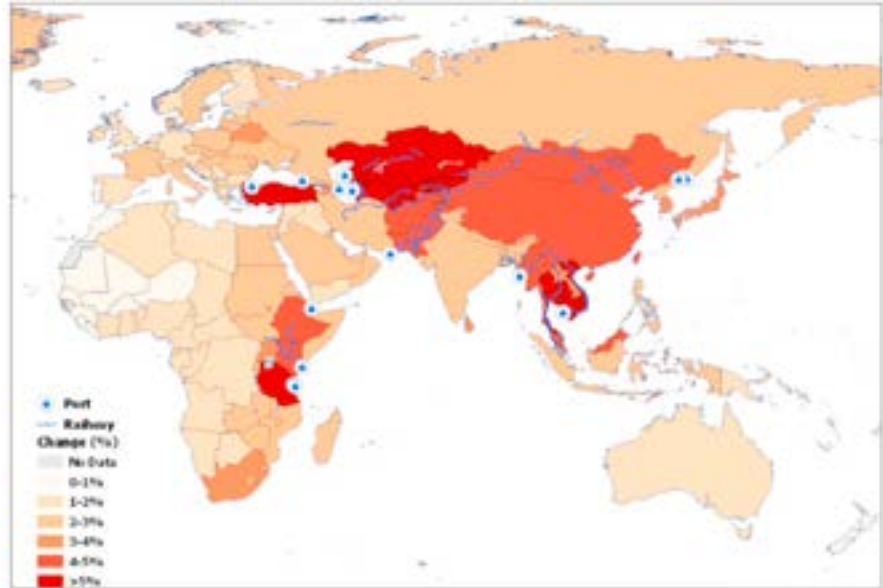 Port
Railway
Change (%)
No Data
0-1%
1-2%
2-3%
3-4%
4-5%
>5%